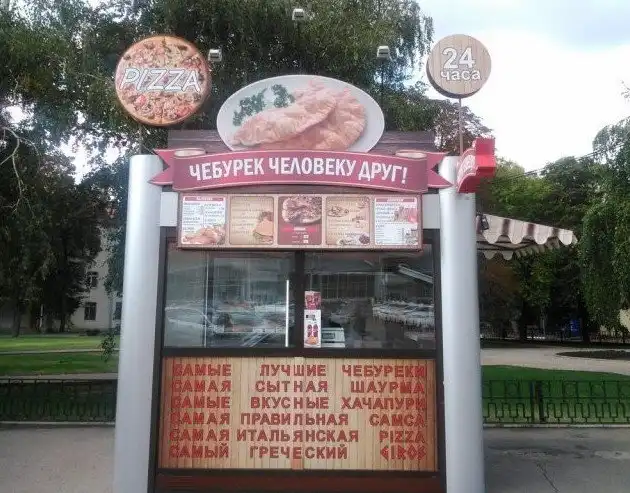 PIZZA
24
часа
ЧЕБУРЕК ЧЕЛОВЕКУ ДРУГ!
САМЫЕ ЛУЧШИЕ ЧЕБУРЕКИ
САМАЯ СЫТНАЯ ШАУРМА
САМЫЕ ВКУСНЫЕ ХАЧАПУРИ
САМАЯ ПРАВИЛЬНАЯ САМСА
САМАЯ ИТАЛЬЯНСКАЯ PIZZA
САМЫЙ ГРЕЧЕСКИЙ GIROS